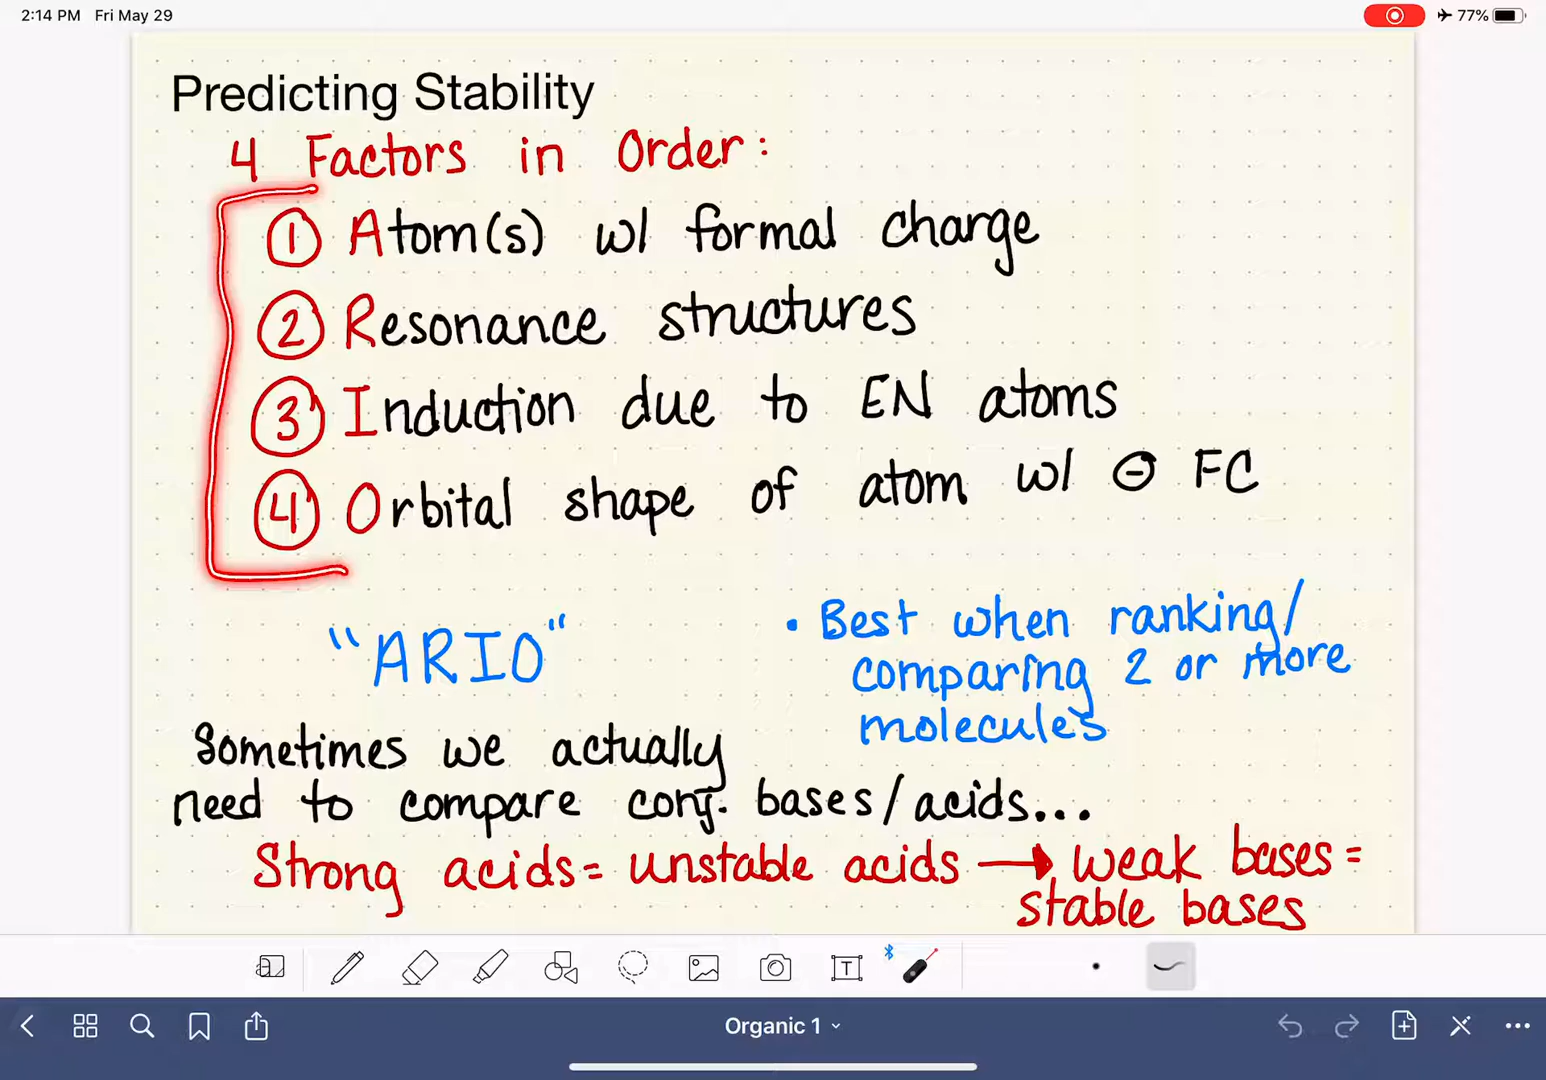 2:14 PM Fri May 29
77%
Predicting Stability
4 Factors in Order:
1 Atom(s) w/ formal charge
2 Resonance structures
3 Induction due to EN atoms
4 Orbital shape of atom w/ ⊖ FC
"ARIO"
• Best when ranking/
comparing 2 or more
molecules
Sometimes we actually
need to compare conj. bases/acids...
Strong acids = unstable acids → weak bases =
stable bases
T
Organic 1